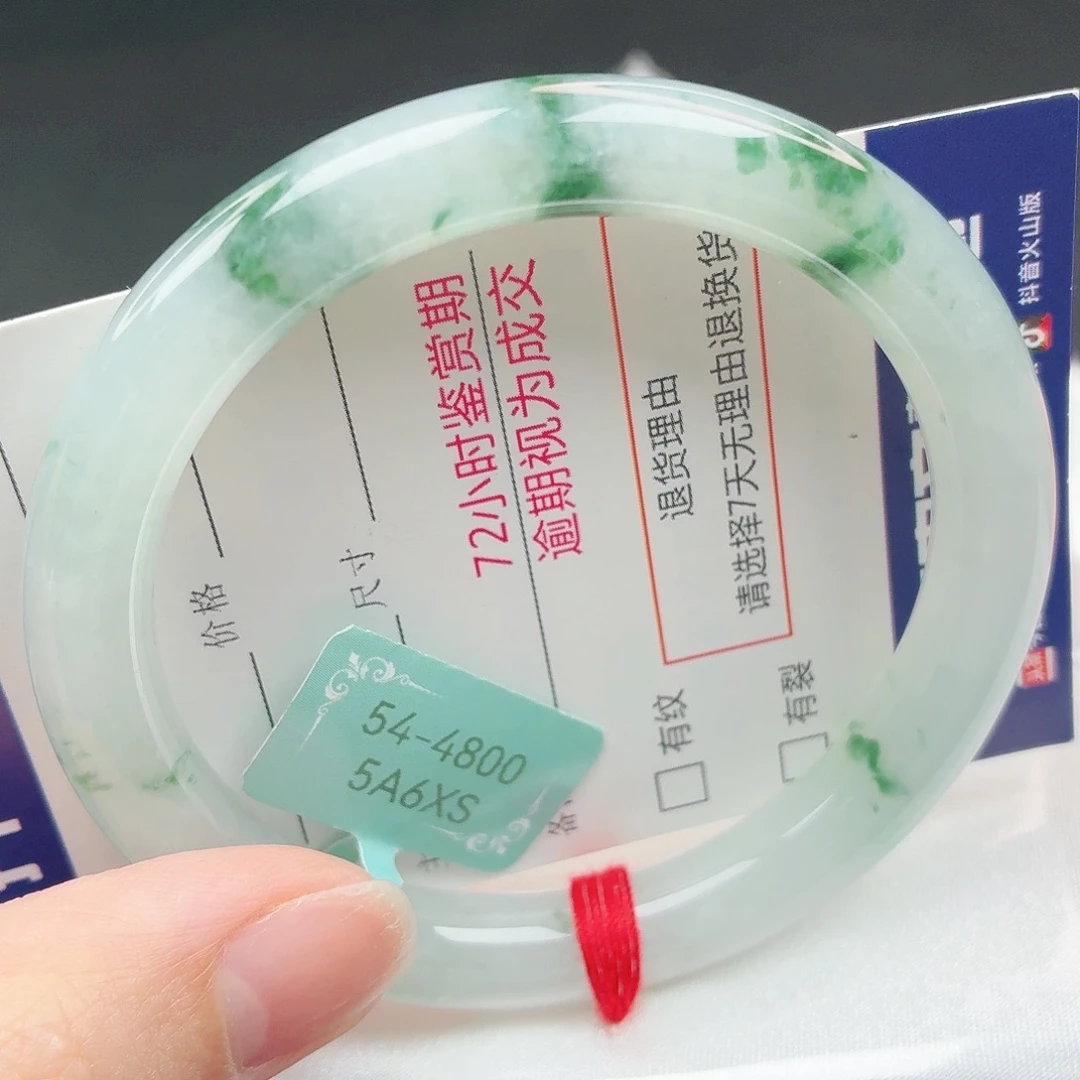 价格
尺寸
72小时鉴赏期
逾期视为成交
退货理由
请选择7天无理由退换货
有纹
有裂
抖音火山版
54-4800
5A6XS